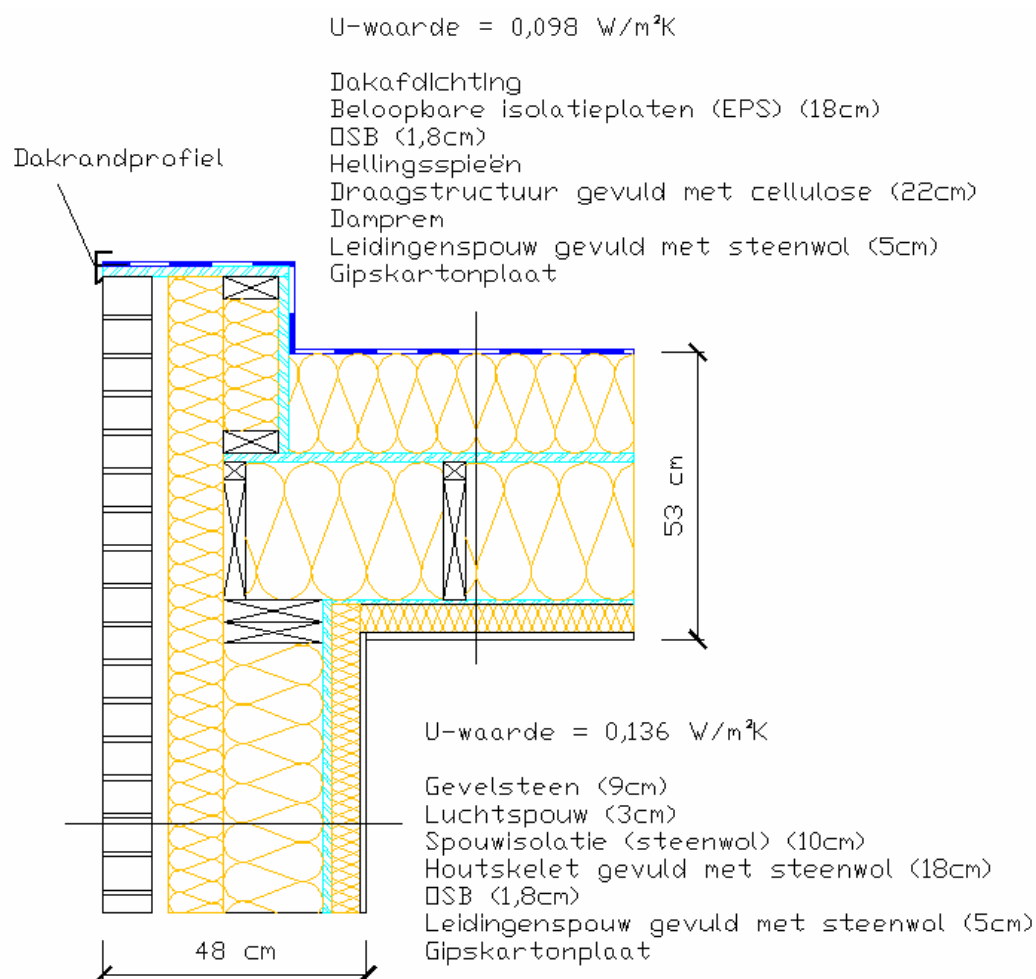 U-waarde = 0,098 W/m²K
Dakafdichting
Beloopbare isolatieplaten (EPS) (18cm)
OSB (1,8cm)
Hellingsspieën
Draagstructuur gevuld met cellulose (22cm)
Damprem
Leidingenspouw gevuld met steenwol (5cm)
Gipskartonplaat
Dakrandprofiel
53 cm
U-waarde = 0,136 W/m²K
Gevelsteen (9cm)
Luchtspouw (3cm)
Spouwisolatie (steenwol) (10cm)
Houtskelet gevuld met steenwol (18cm)
OSB (1,8cm)
Leidingenspouw gevuld met steenwol (5cm)
Gipskartonplaat
48 cm